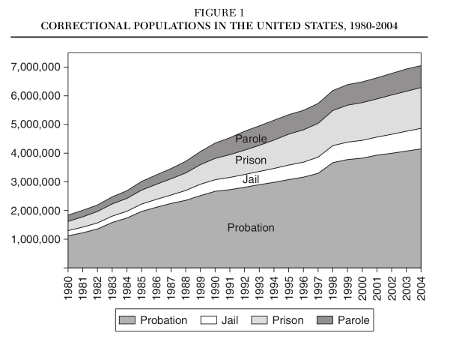 FIGURE 1
CORRECTIONAL POPULATIONS IN THE UNITED STATES, 1980-2004
7,000,000
6,000,000
5,000,000
4,000,000
3,000,000
2,000,000
1,000,000
Parole
Prison
Jail
Probation
1980 1981 1982 1983 1984 1985 1986 1987 1988 1989 1990 1991 1992 1993 1994 1995 1996 1997 1998 1999 2000 2001 2002 2003 2004
Probation Jail Prison Parole